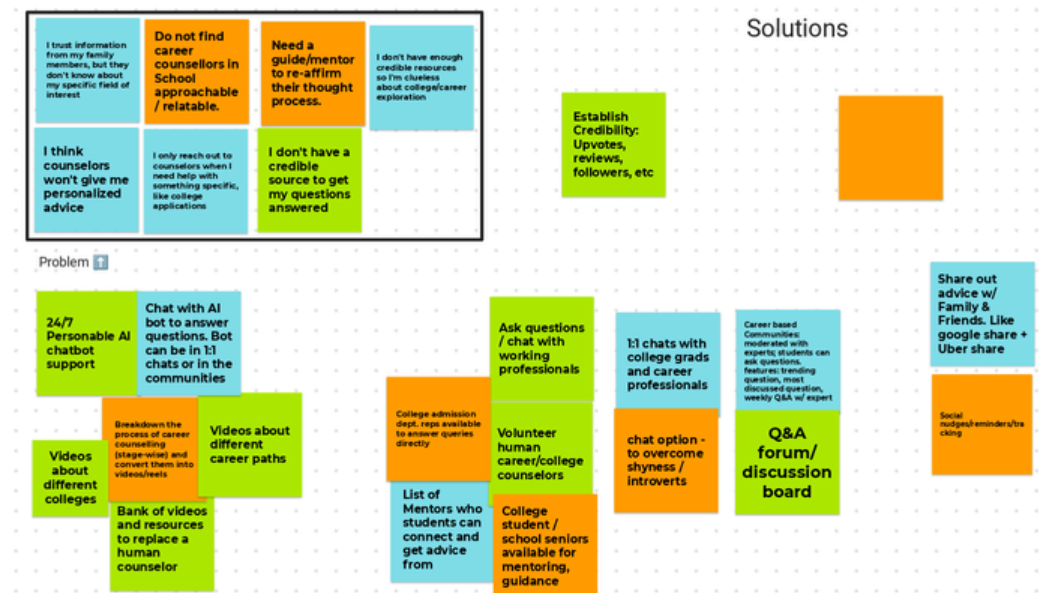 Solutions
I trust information
from my family
members, but they
don't know about
my specific field of
interest
Do not find
career
counsellors in
School
approachable
/ relatable.
Need a
guide/mentor
to re-affirm
their thought
process.
I don't have enough
credible resources
so I'm clueless
about college/career
exploration
I think
counselors
won't give me
personalized
advice
I only reach out to
counselors when I
need help with
something specific,
like college
applications
I don't have a
credible
source to get
my questions
answered
Establish
Credibility:
Upvotes,
reviews,
followers, etc
Problem ⬆️
24/7
Personable AI
chatbot
support
Chat with AI
bot to answer
questions. Bot
can be in 1:1
chats or in the
communities
Breakdown the
process of career
counseling
(stage-wise) and
convert them into
videos/reels
Videos about
different
career paths
Videos
about
different
colleges
Bank of videos
and resources
to replace a
human
counselor
Ask questions
/ chat with
working
professionals
College admission
dept. reps available
to answer queries
directly
Volunteer
human
career/college
counselors
List of
Mentors who
students can
connect and
get advice
from
College
student /
school seniors
available for
mentoring,
guidance
1:1 chats with
college grads
and career
professionals
chat option -
to overcome
shyness /
introverts
Career based
Communities:
moderated with
experts; students can
ask questions.
features: trending
question, most
discussed question,
weekly Q&A w/ expert
Q&A
forum/
discussion
board
Share out
advice w/
Family &
Friends. Like
google share +
Uber share
Social
nudges/reminders/tra
cking